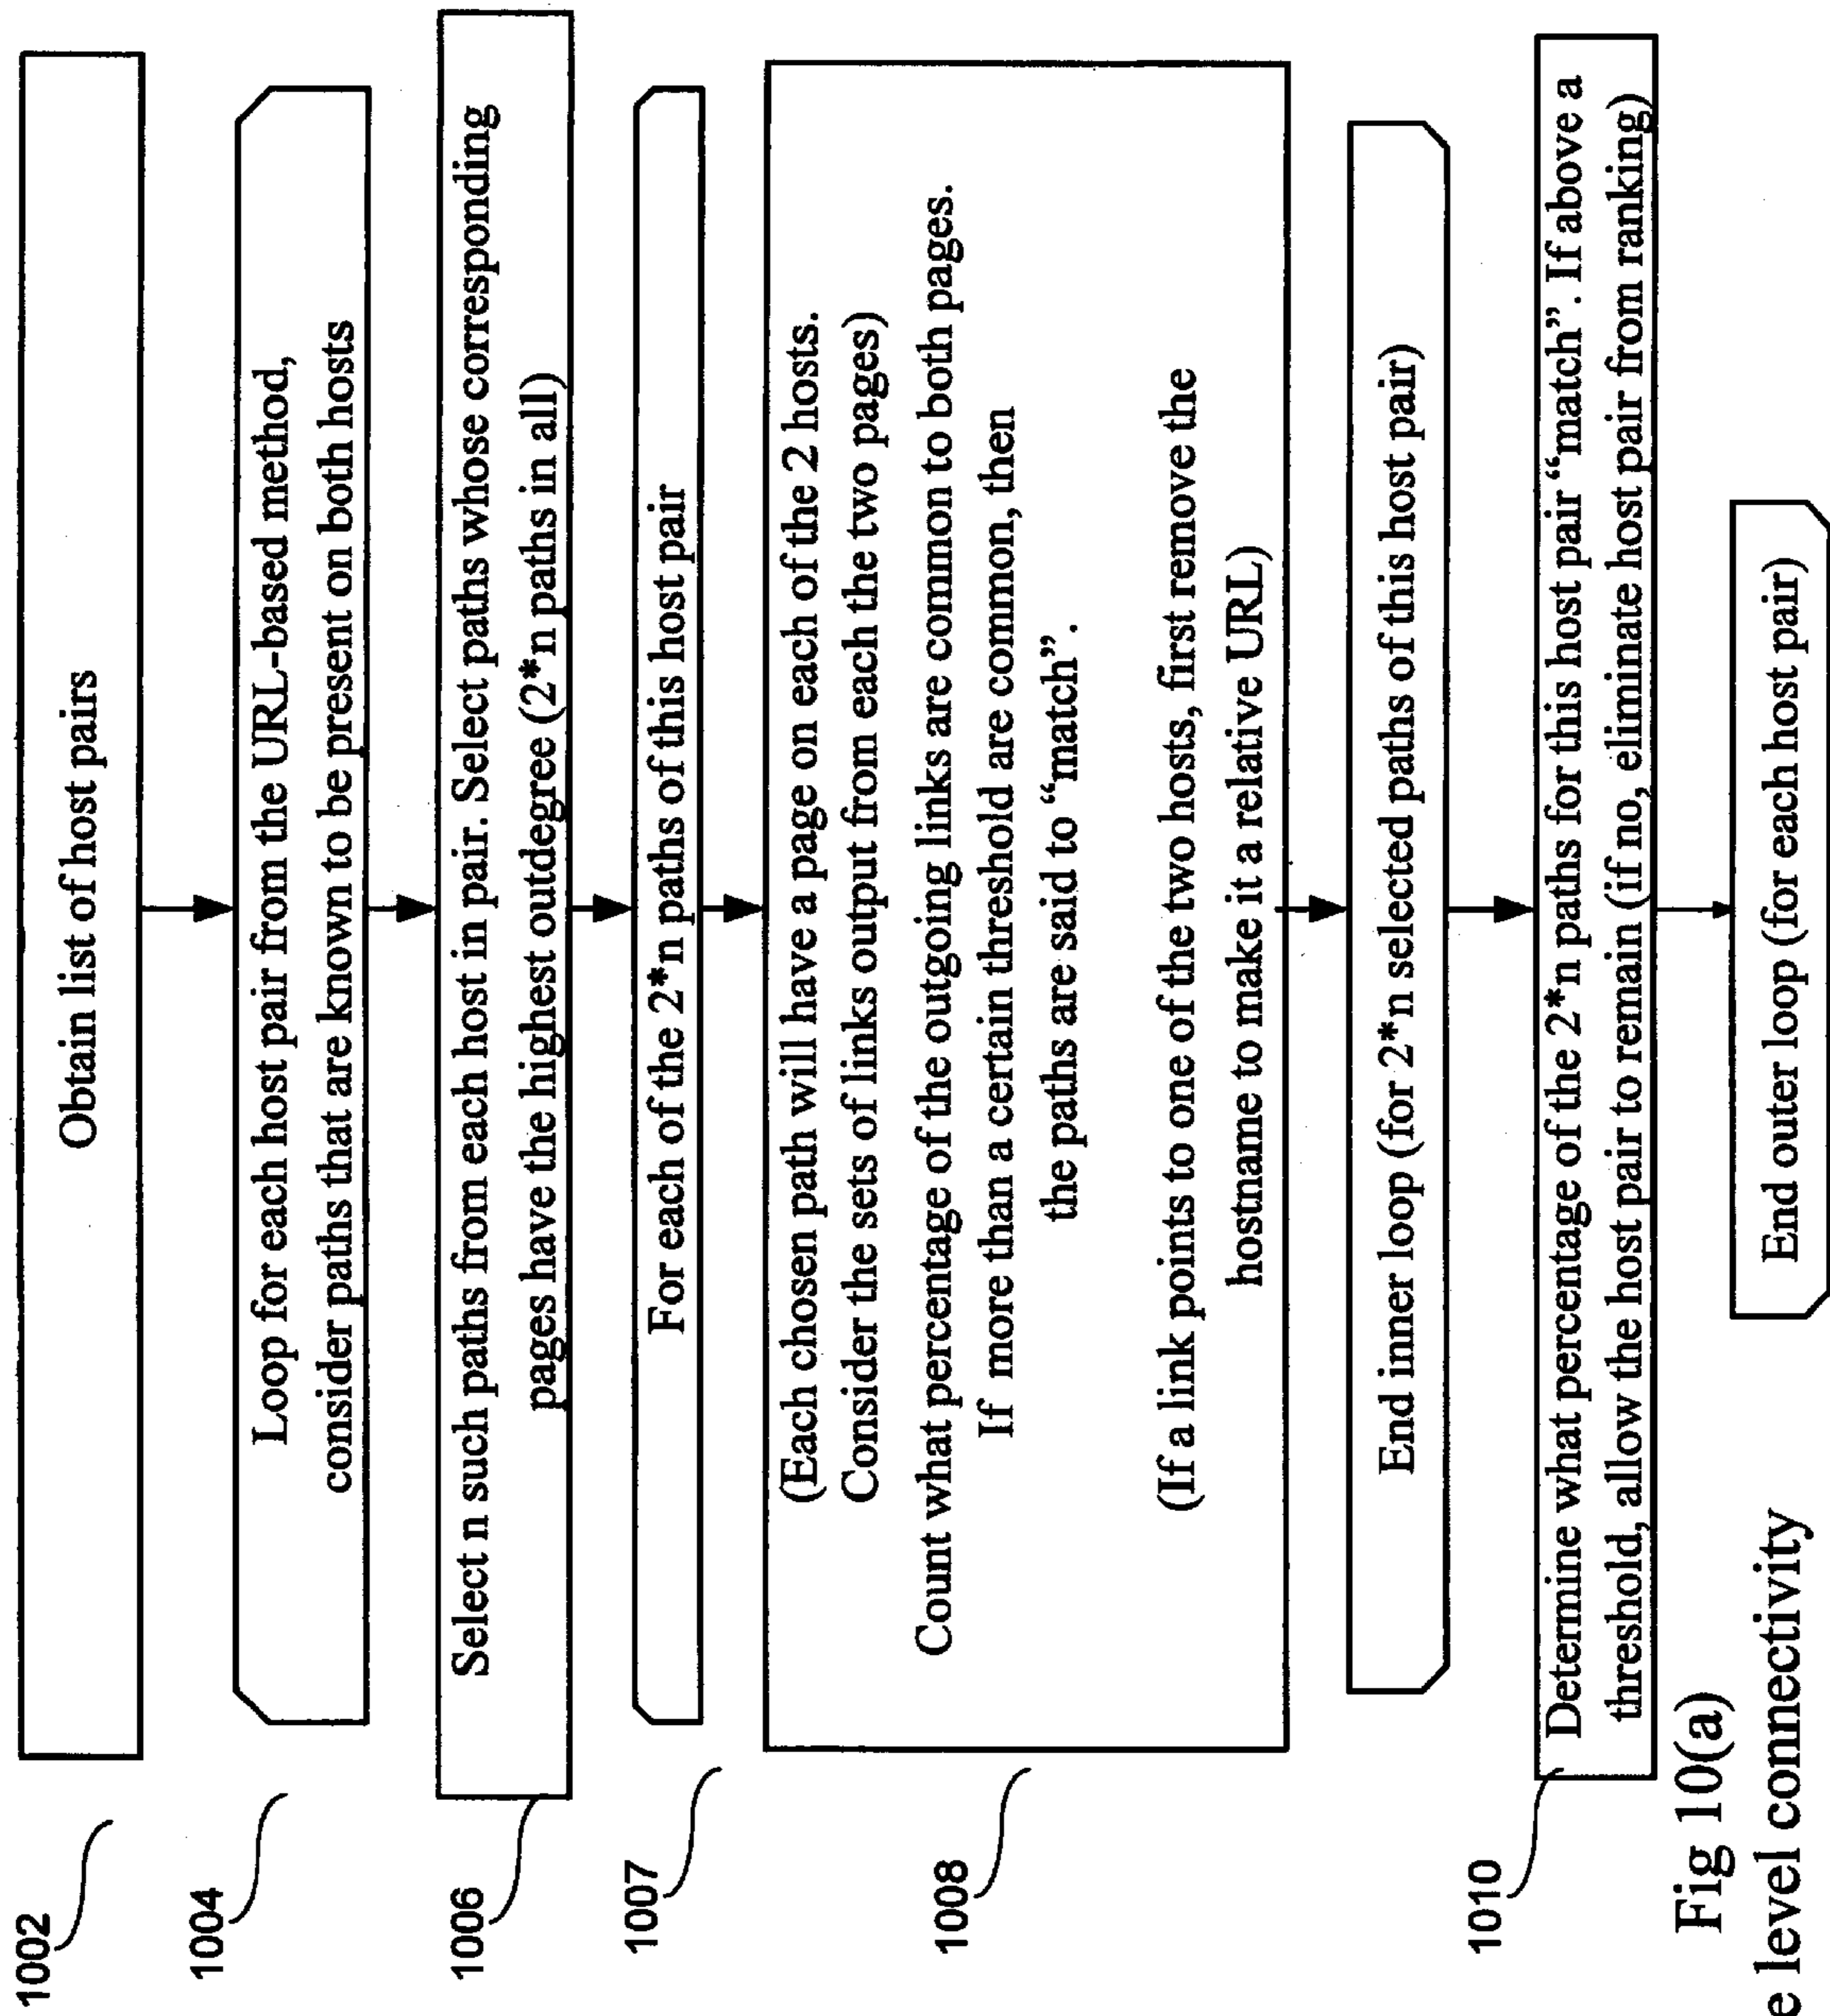 1002
Obtain list of host pairs
1004
Loop for each host pair from the URL-based method,
consider paths that are known to be present on both hosts
1006
Select n such paths from each host in pair. Select paths whose corresponding
pages have the highest outdegree (2*n paths in all)
1007
For each of the 2*n paths of this host pair
1008
(Each chosen path will have a page on each of the 2 hosts.
Consider the sets of links output from each the two pages)
Count what percentage of the outgoing links are common to both pages.
If more than a certain threshold are common, then
the paths are said to “match”.
(If a link points to one of the two hosts, first remove the
hostname to make it a relative URL)
End inner loop (for 2*n selected paths of this host pair)
1010
Determine what percentage of the 2*n paths for this host pair “match”. If above a
threshold, allow the host pair to remain (if no, eliminate host pair from ranking)
End outer loop (for each host pair)
Fig 10(a)
level connectivity